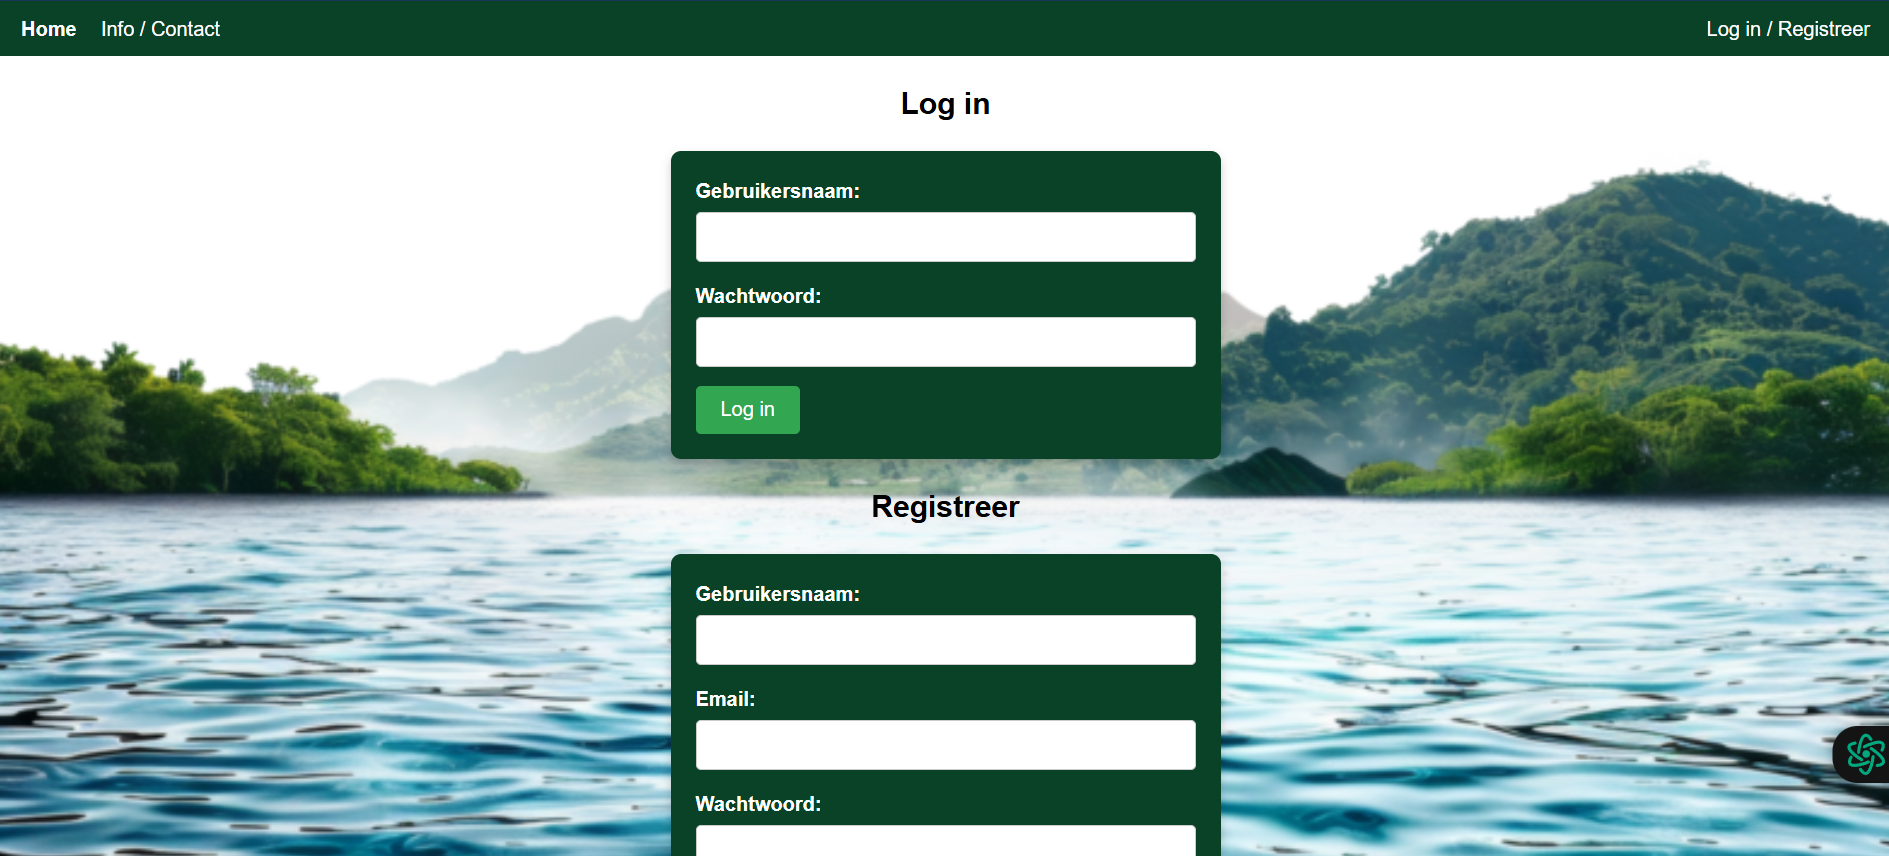 Home Info / Contact Log in / Registreer
Log in
Gebruikersnaam:
Wachtwoord:
Log in
Registreer
Gebruikersnaam:
Email:
Wachtwoord: